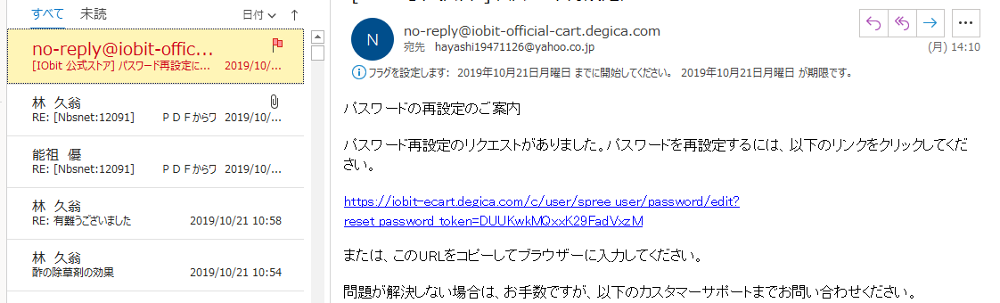 すべて 未読 日付 ↑
no-reply@iobit-offic...
[IObit 公式ストア] パスワード再設定に... 2019/10/...
林 久翁
RE: [Nbsnet:12091] ＰＤＦからワ 2019/10/...
能祖 優
RE: [Nbsnet:12091] ＰＤＦからワ 2019/10/...
林 久翁
RE: 有難うございました 2019/10/21 10:58
林 久翁
酢の除草剤の効果 2019/10/21 10:54
N
no-reply@iobit-official-cart.degica.com
宛先 hayashi19471126@yahoo.co.jp
(月) 14:10
フラグを設定します: 2019年10月21日月曜日 までに開始してください。 2019年10月21日月曜日 が期限です。
パスワードの再設定のご案内
パスワード再設定のリクエストがありました。パスワードを再設定するには、以下のリンクをクリックしてくだ
さい。
https://iobit-ecart.degica.com/c/user/spree_user/password/edit?
reset_password_token=DUUKwkMQxxK29FadVxzM
または、このURLをコピーしてブラウザーに入力してください。
問題が解決しない場合は、お手数ですが、以下のカスタマーサポートまでお問い合わせください。